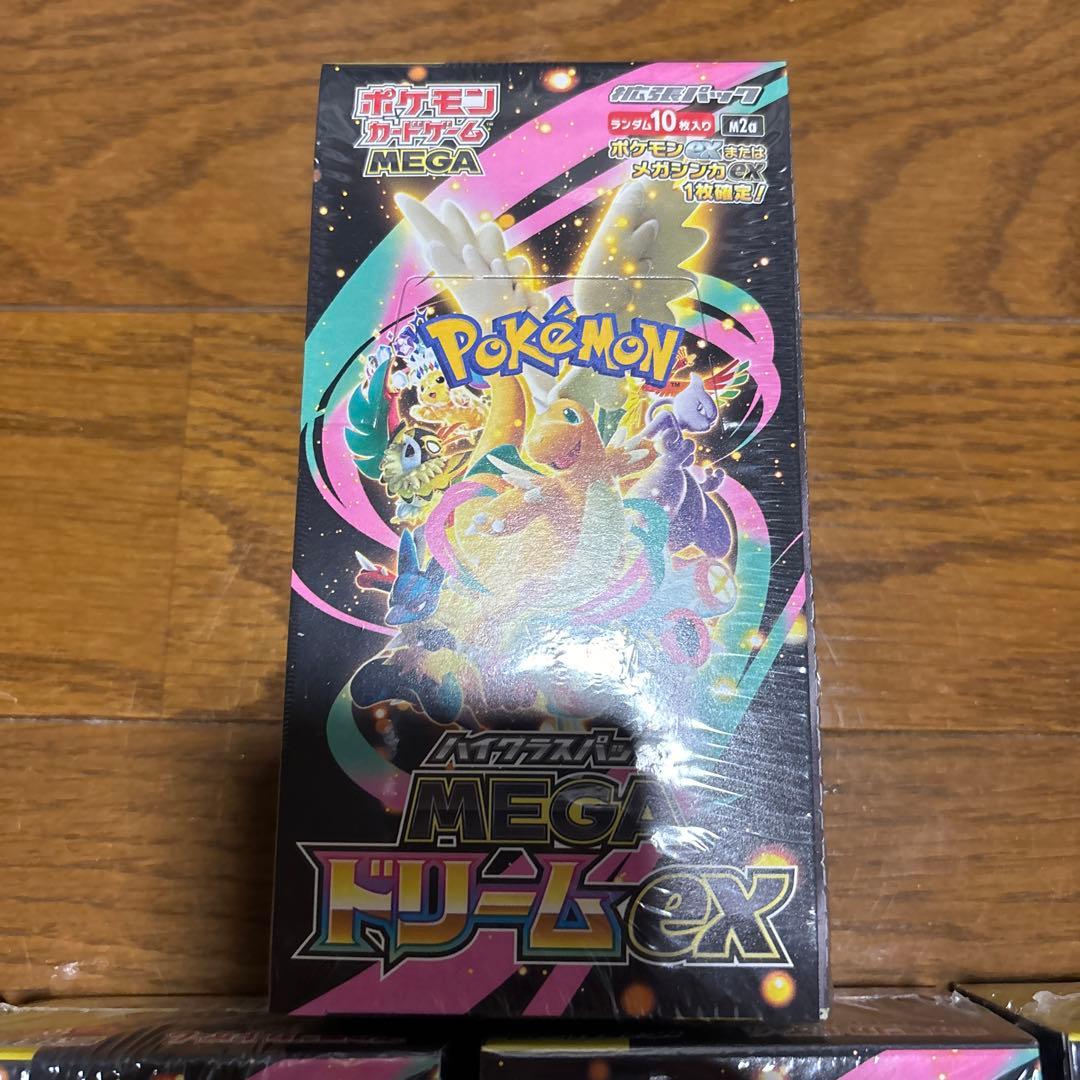 ポケモン
カードゲーム
MEGA
拡張パック
ランダム10枚入り M2a
ポケモンexまたは
メガシンカex
1枚確定!
POKéMON
TM
ハイクラスパッ
MEGA
ドリームex